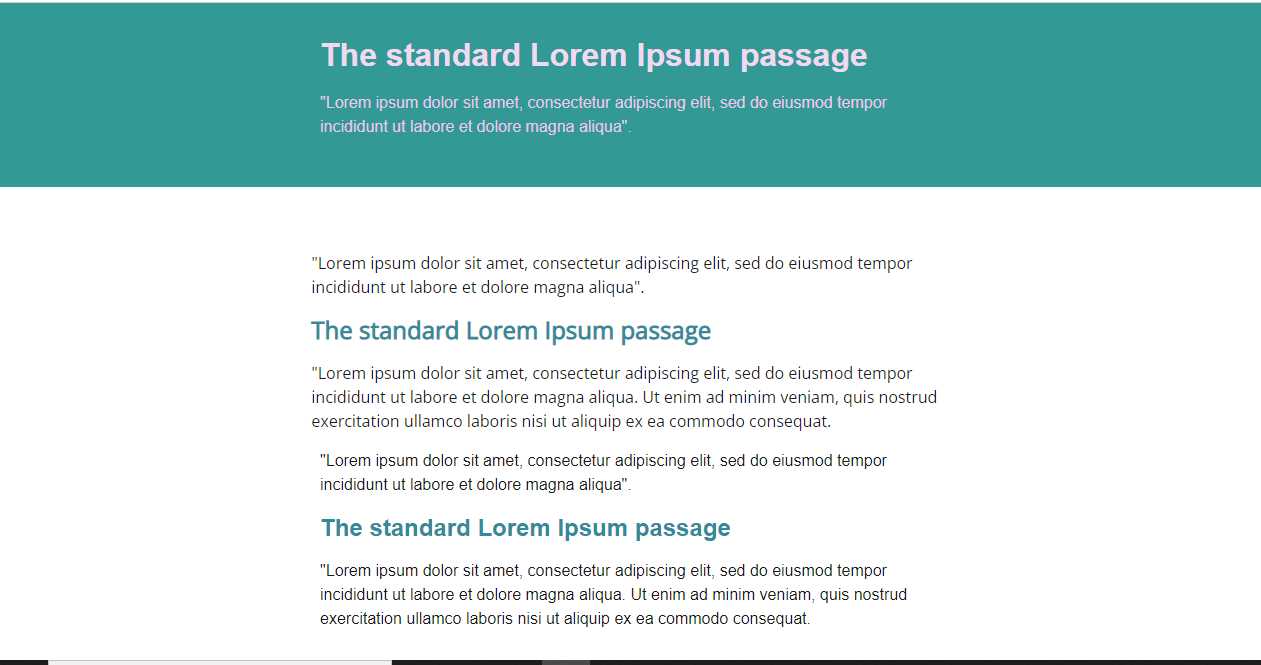 The standard Lorem Ipsum passage
"Lorem ipsum dolor sit amet, consectetur adipiscing elit, sed do eiusmod tempor
incididunt ut labore et dolore magna aliqua".
"Lorem ipsum dolor sit amet, consectetur adipiscing elit, sed do eiusmod tempor
incididunt ut labore et dolore magna aliqua".
The standard Lorem Ipsum passage
"Lorem ipsum dolor sit amet, consectetur adipiscing elit, sed do eiusmod tempor
incididunt ut labore et dolore magna aliqua. Ut enim ad minim veniam, quis nostrud
exercitation ullamco laboris nisi ut aliquip ex ea commodo consequat.
"Lorem ipsum dolor sit amet, consectetur adipiscing elit, sed do eiusmod tempor
incididunt ut labore et dolore magna aliqua".
The standard Lorem Ipsum passage
"Lorem ipsum dolor sit amet, consectetur adipiscing elit, sed do eiusmod tempor
incididunt ut labore et dolore magna aliqua. Ut enim ad minim veniam, quis nostrud
exercitation ullamco laboris nisi ut aliquip ex ea commodo consequat.